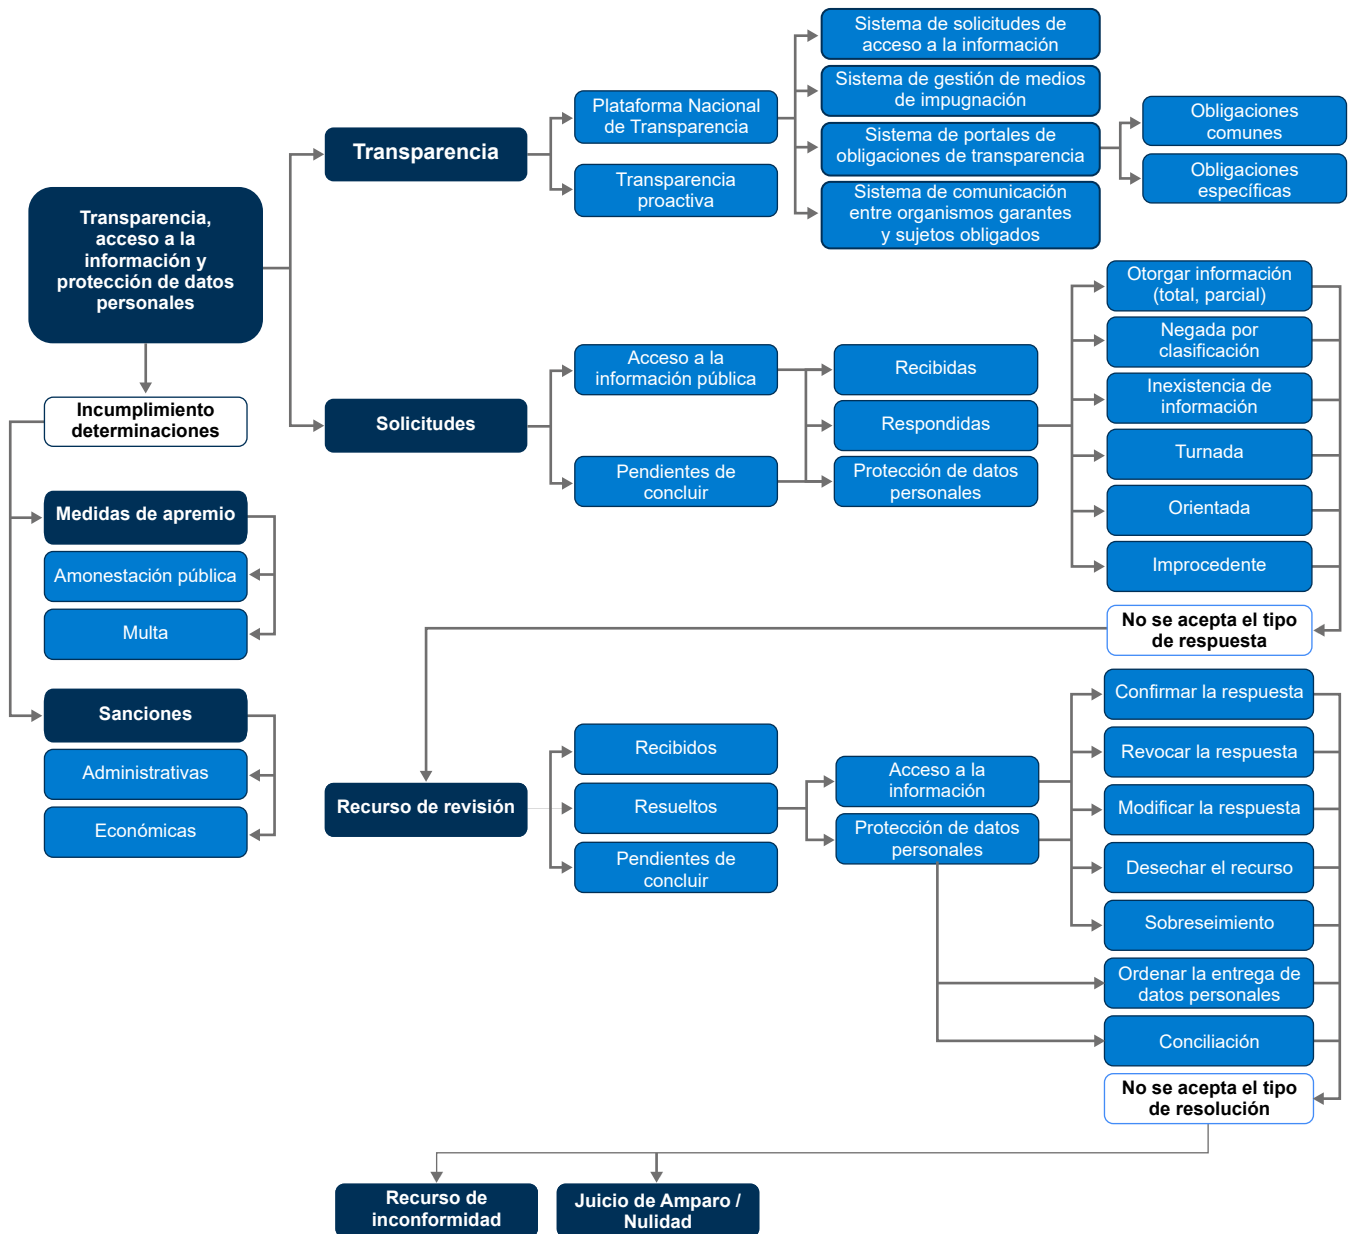 Transparencia,
acceso a la
información y
protección de datos
personales
Transparencia
Plataforma Nacional
de Transparencia
Transparencia
proactiva
Sistema de solicitudes de
acceso a la información
Sistema de gestión de medios
de impugnación
Sistema de portales de
obligaciones de transparencia
Sistema de comunicación
entre organismos garantes
y sujetos obligados
Obligaciones
comunes
Obligaciones
específicas
Incumplimiento
determinaciones
Medidas de apremio
Amonestación pública
Multa
Sanciones
Administrativas
Económicas
Solicitudes
Acceso a la
información pública
Pendientes de
concluir
Recibidas
Respondidas
Protección de datos
personales
Otorgar información
(total, parcial)
Negada por
clasificación
Inexistencia de
información
Turnada
Orientada
Improcedente
No se acepta el tipo
de respuesta
Recurso de revisión
Recibidos
Resueltos
Pendientes de
concluir
Acceso a la
información
Protección de datos
personales
Confirmar la respuesta
Revocar la respuesta
Modificar la respuesta
Desechar el recurso
Sobreseimiento
Ordenar la entrega de
datos personales
Conciliación
No se acepta el tipo
de resolución
Recurso de
inconformidad
Juicio de Amparo /
Nulidad